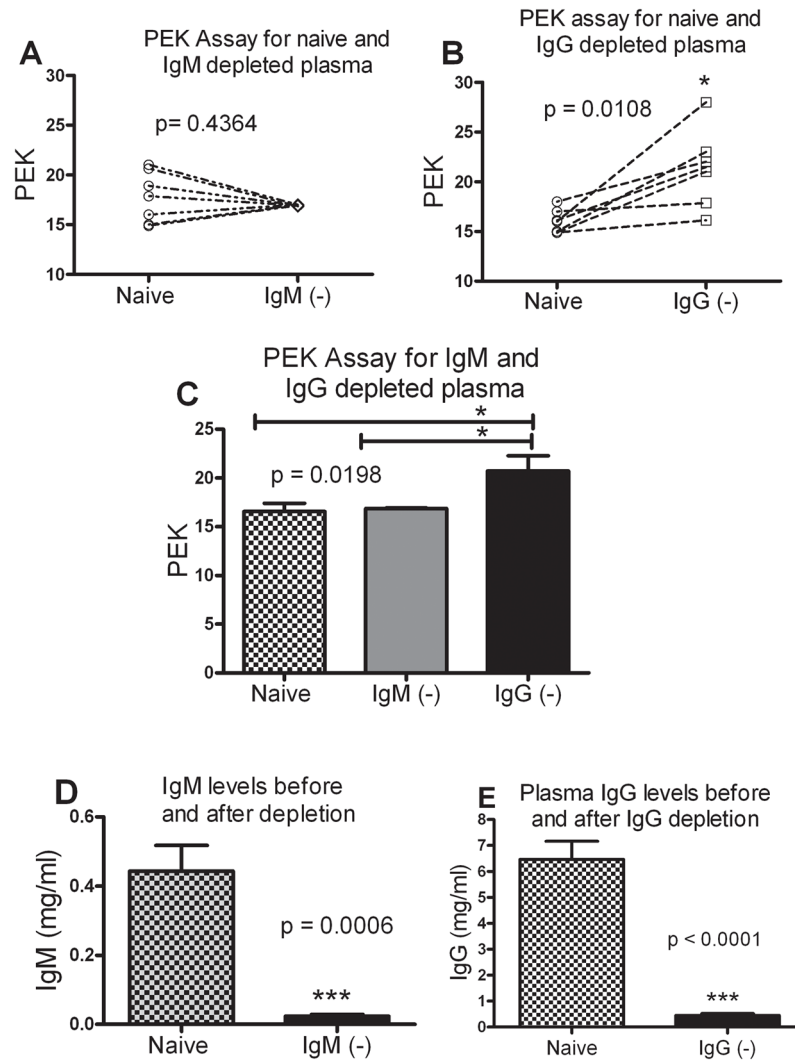 A
PEK Assay for naive and
IgM depleted plasma
30
25
20
15
10
PEK
p= 0.4364
Naive
IgM (-)
B
PEK assay for naive and
IgG depleted plasma
30
25
20
15
10
PEK
p = 0.0108
*
Naive
IgG (-)
C
PEK Assay for IgM and
IgG depleted plasma
25
20
15
10
5
0
PEK
*
*
p = 0.0198
Naive
IgM (-)
IgG (-)
D
IgM levels before
and after depletion
0.6
0.4
0.2
0.0
IgM (mg/ml)
p = 0.0006
***
Naive
IgM (-)
E
Plasma IgG levels before
and after IgG depletion
8
7
6
5
4
3
2
1
0
IgG (mg/ml)
p < 0.0001
***
Naive
IgG (-)